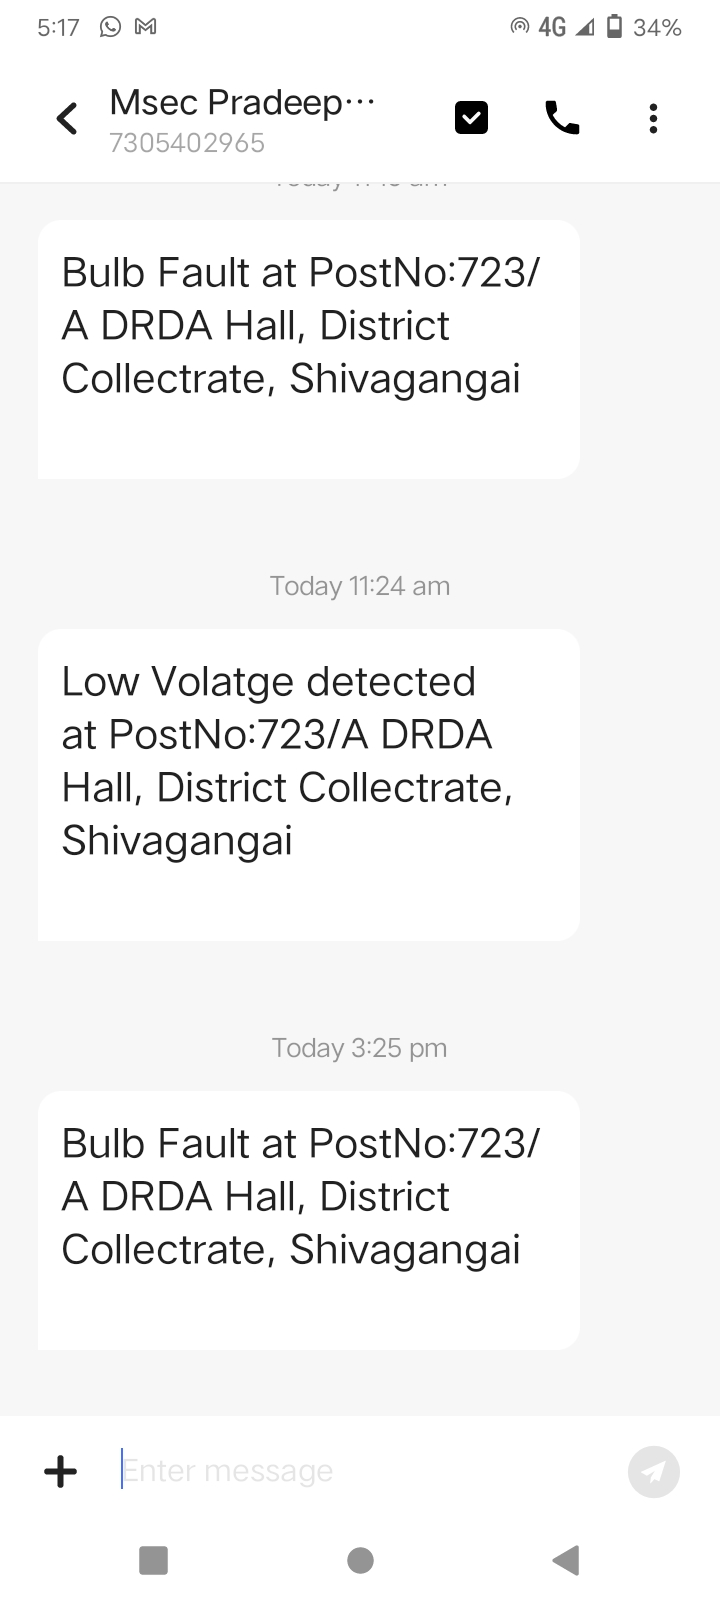 5:17 4G 34%
Msec Pradeep...
7305402965
Today
Bulb Fault at PostNo:723/
A DRDA Hall, District
Collectrate, Shivagangai
Today 11:24 am
Low Volatge detected
at PostNo:723/A DRDA
Hall, District Collectrate,
Shivagangai
Today 3:25 pm
Bulb Fault at PostNo:723/
A DRDA Hall, District
Collectrate, Shivagangai
Enter message